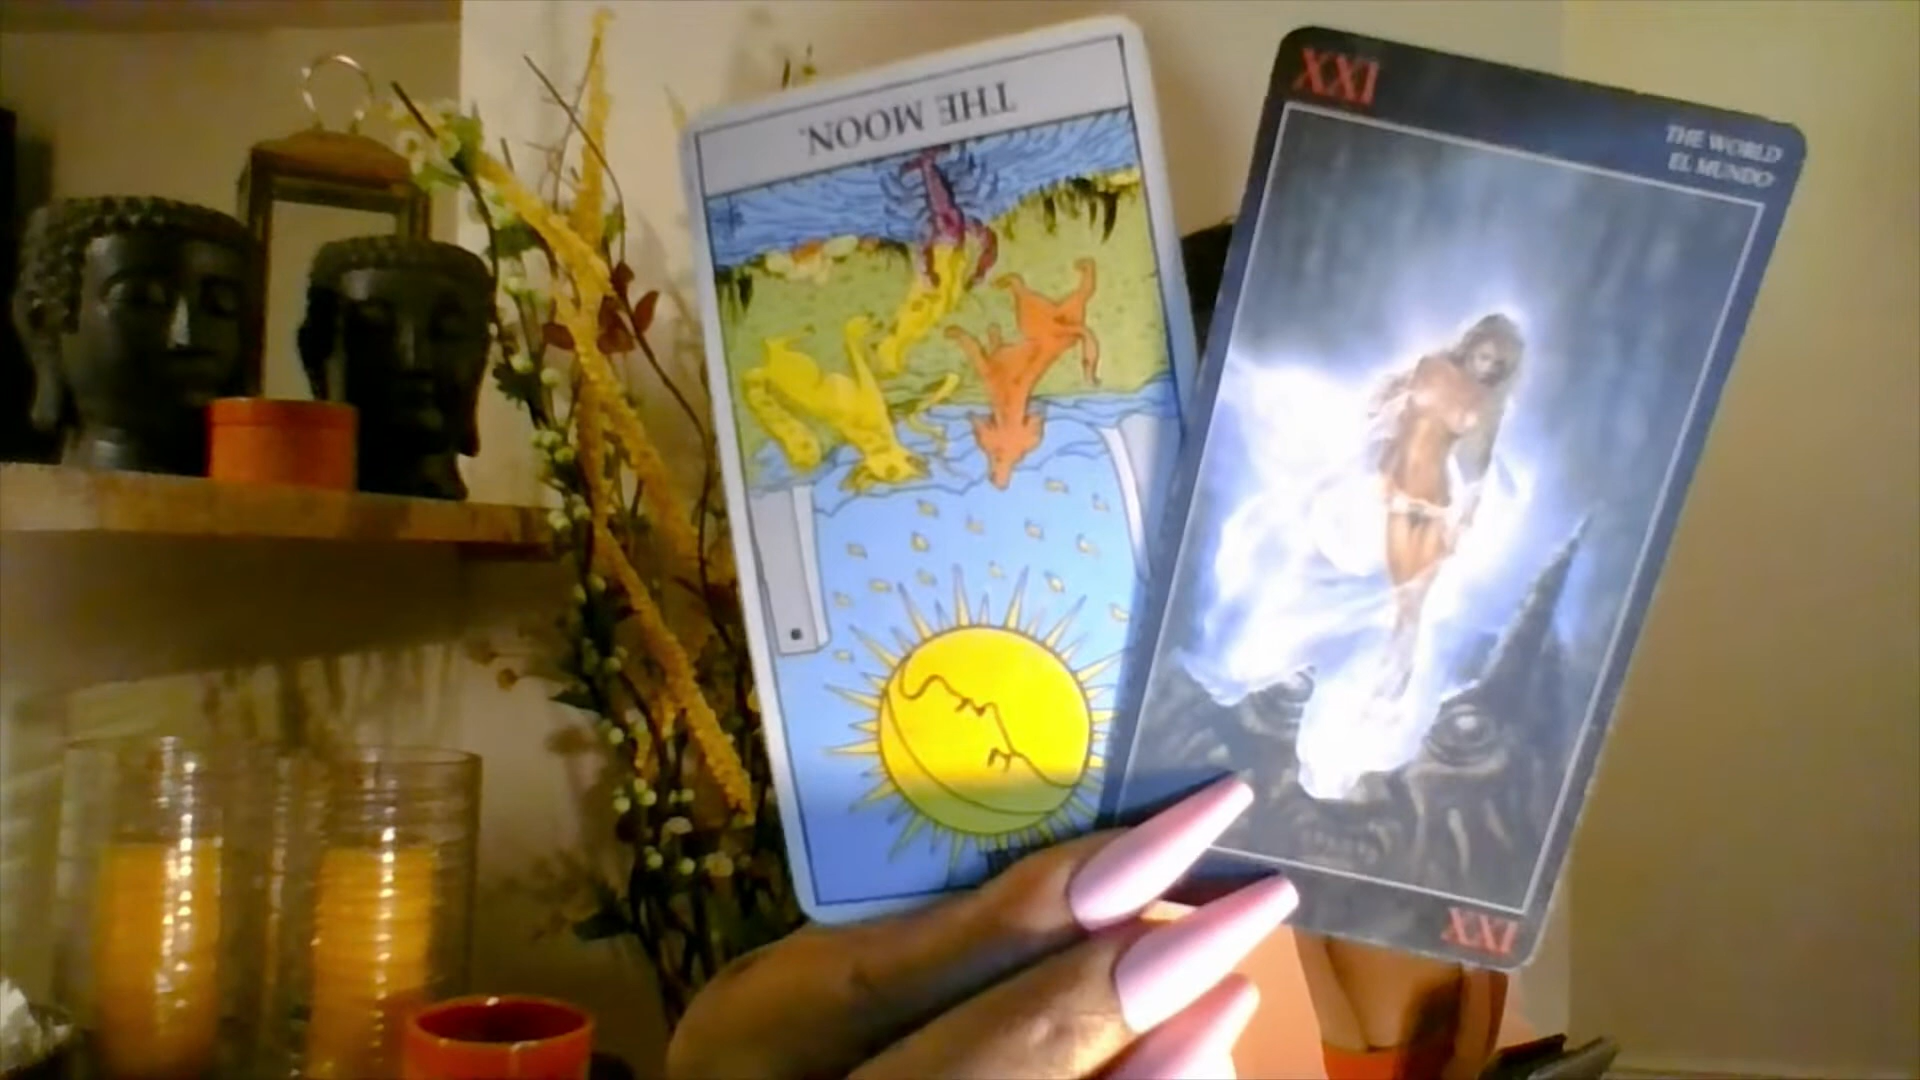 THE MOON.
XXI
THE WORLD
EL MUNDO
XXI